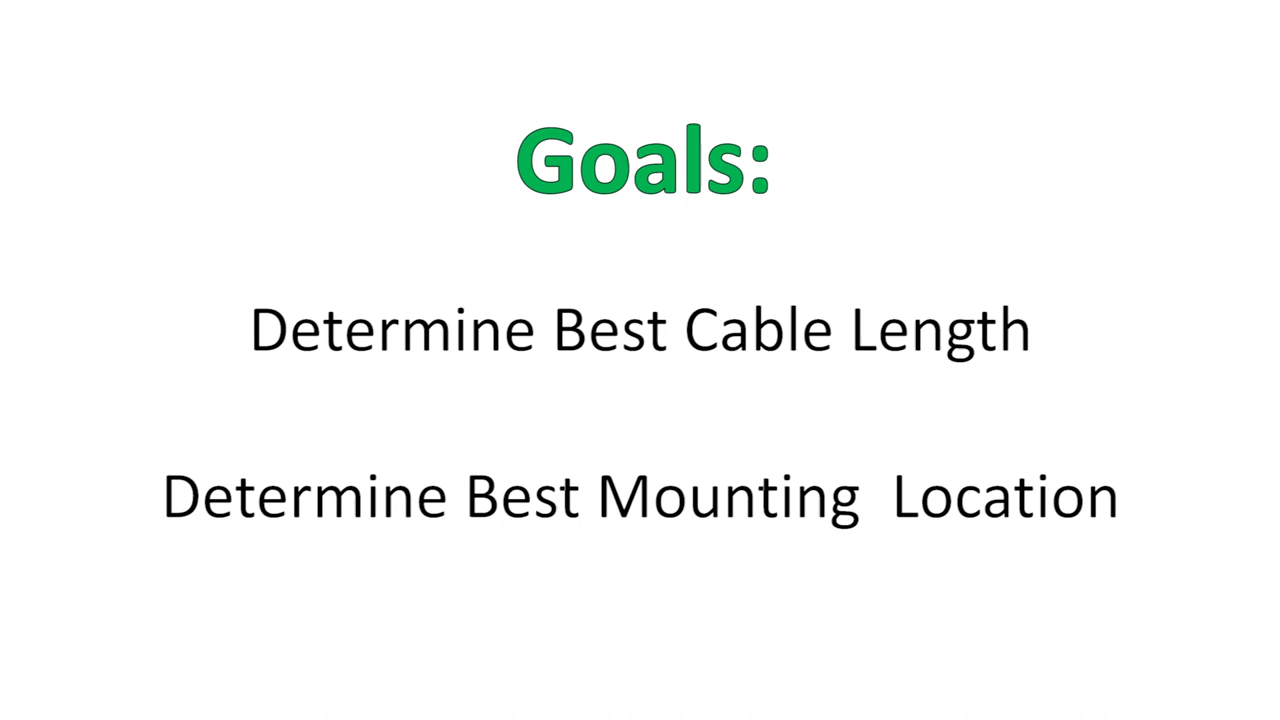 Goals:
Determine Best Cable Length
Determine Best Mounting  Location